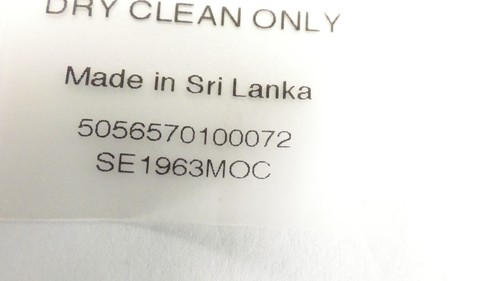 DRY CLEAN ONLY
Made in Sri Lanka
5056570100072
SE1963MOC